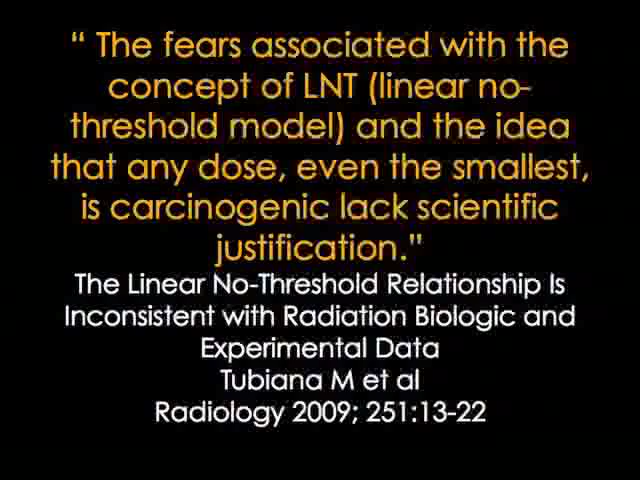 “ The fears associated with the
concept of LNT (linear no-
threshold model) and the idea
that any dose, even the smallest,
is carcinogenic lack scientific
justification.”
The Linear No-Threshold Relationship Is
Inconsistent with Radiation Biologic and
Experimental Data
Tubiana M et al
Radiology 2009; 251:13-22